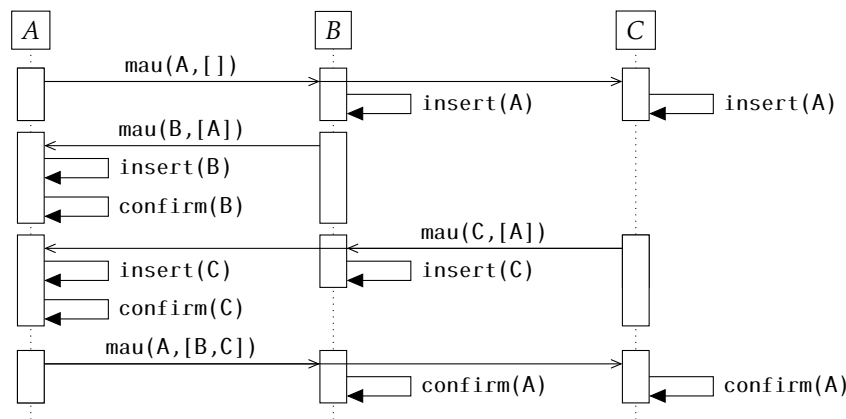 A B C
mau(A,[])
insert(A) insert(A)
mau(B,[A])
insert(B)
confirm(B)
mau(C,[A])
insert(C) insert(C)
confirm(C)
mau(A,[B,C])
confirm(A) confirm(A)